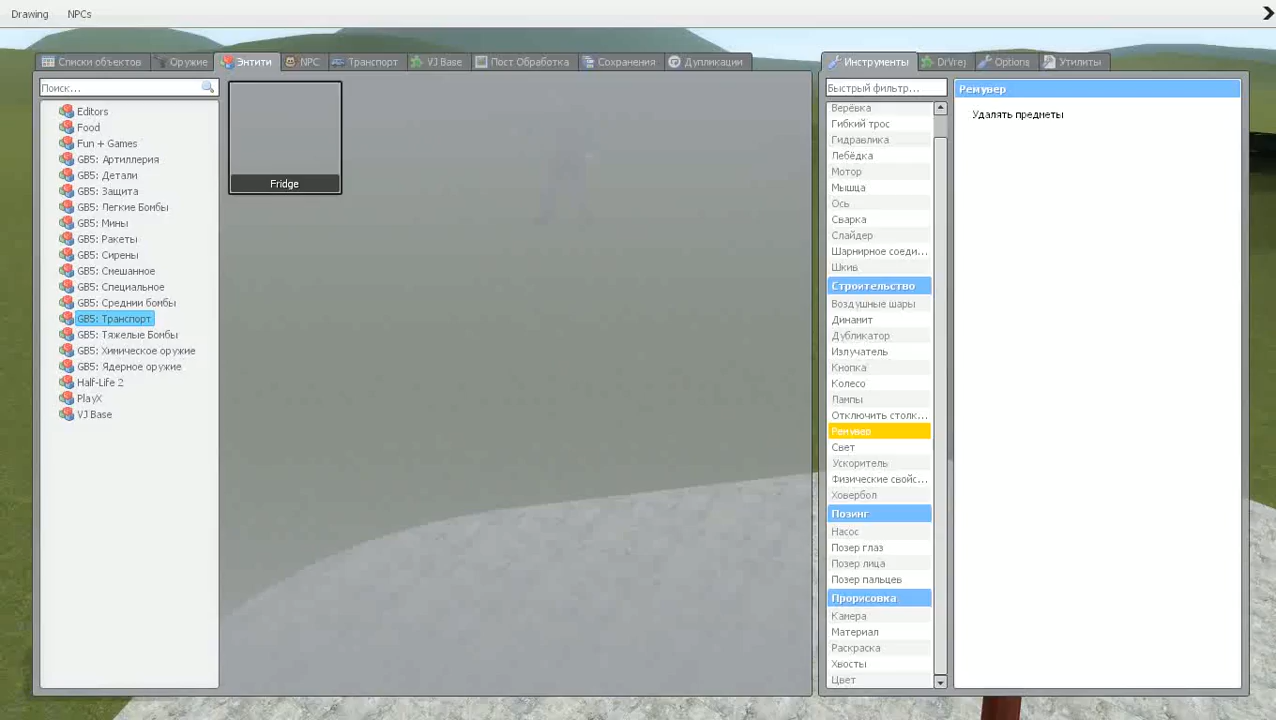 Drawing
NPCs
Списки объектов
Оружие
Энтити
NPC
Транспорт
VJ Base
Пост Обработка
Сохранения
Дупликации
Поиск...
Editors
Food
Fun + Games
GB5: Артиллерия
GB5: Детали
GB5: Защита
GB5: Легкие Бомбы
GB5: Мины
GB5: Ракеты
GB5: Сирены
GB5: Смешанное
GB5: Специальное
GB5: Среднии бомбы
GB5: Транспорт
GB5: Тяжелые Бомбы
GB5: Химическое оружие
GB5: Ядерное оружие
Half-Life 2
PlayX
VJ Base
Fridge
Инструменты
DrVrej
Options
Утилиты
Быстрый фильтр...
Верёвка
Гибкий трос
Гидравлика
Лебёдка
Мотор
Мышца
Ось
Сварка
Слайдер
Шарнирное соеди...
Шкив
Строительство
Воздушные шары
Динамит
Дубликатор
Излучатель
Кнопка
Колесо
Лампы
Отключить столк...
Ремувер
Свет
Ускоритель
Физические свойс...
Ховербол
Позинг
Насос
Позер глаз
Позер лица
Позер пальцев
Прорисовка
Камера
Материал
Раскраска
Хвосты
Цвет
Ремувер
Удалять предметы